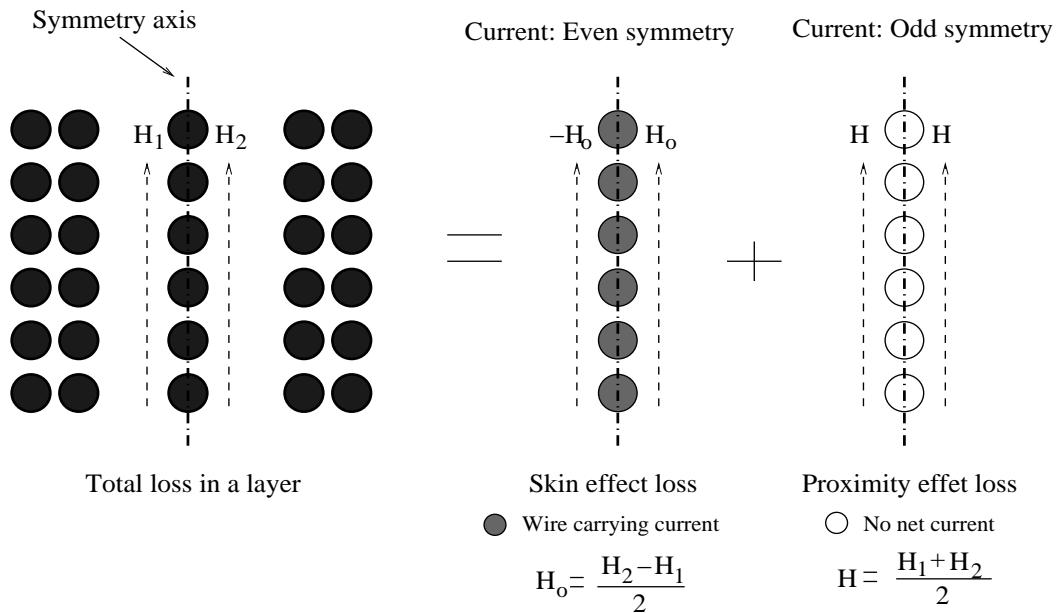 Symmetry axis
Current: Even symmetry
Current: Odd symmetry
H₁ H₂
–Hₒ Hₒ
H H
= +
Total loss in a layer
Skin effect loss
Proximity effet loss
Wire carrying current
No net current
Hₒ = (H₂ – H₁) / 2
H = (H₁ + H₂) / 2